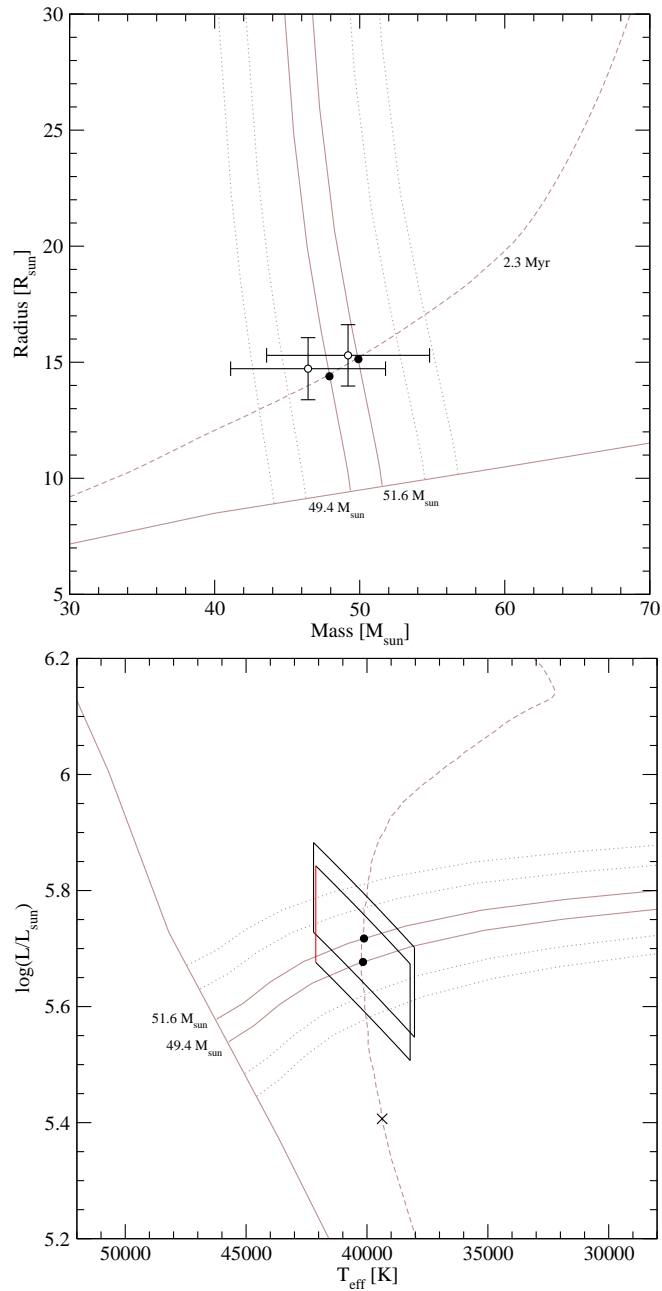 30
25
20
15
10
5
Radius [R_sun]
2.3 Myr
49.4 M_sun
51.6 M_sun
30 40 50 60 70
Mass [M_sun]
6.2
6
5.8
5.6
5.4
5.2
log(L/L_sun]
51.6 M_sun
49.4 M_sun
50000 45000 40000 35000 30000
T_eff [K]